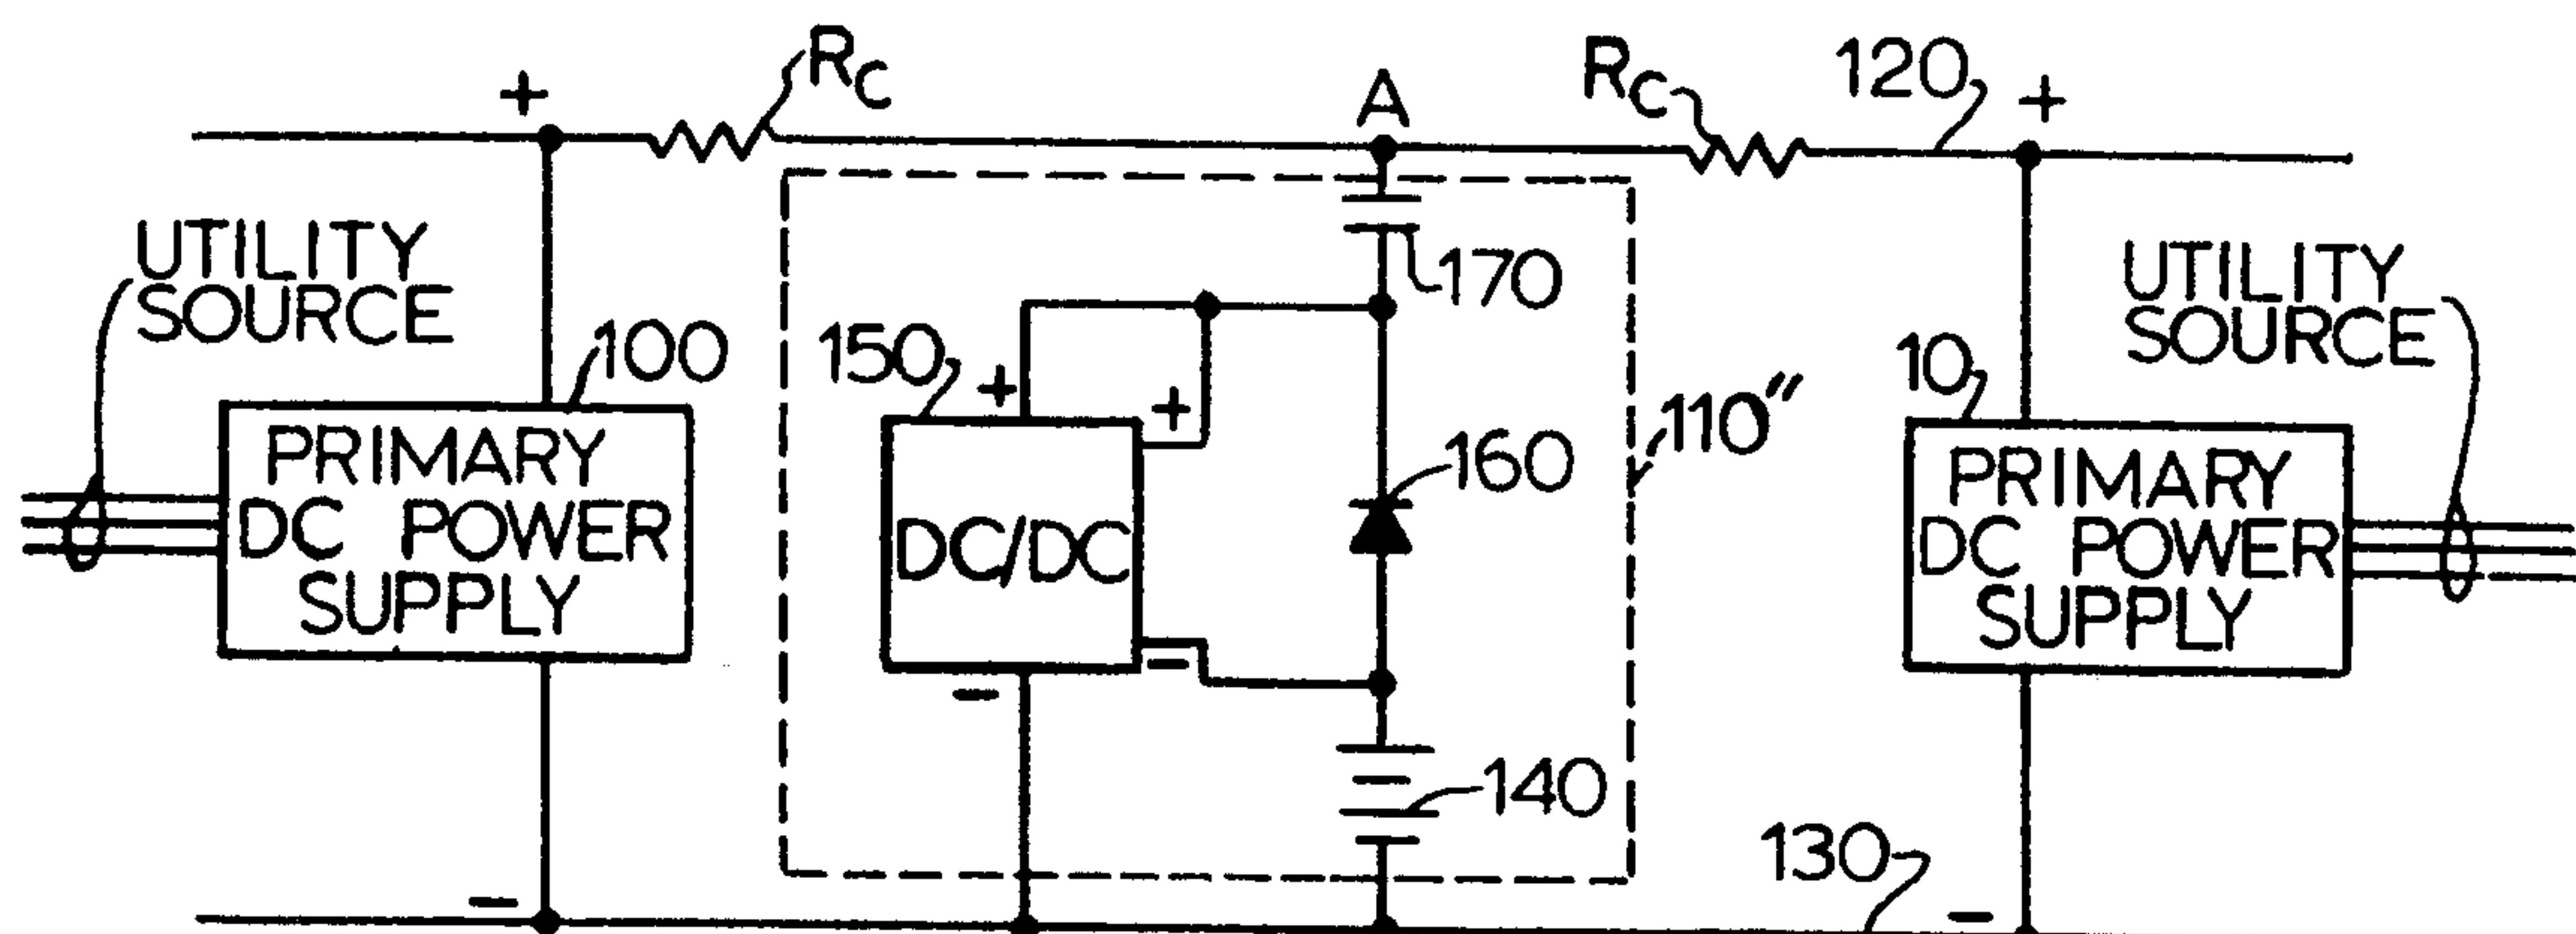 +
RC
A
RC
120
+
UTILITY
SOURCE
170
UTILITY
SOURCE
100
150
+
+
10
110"
PRIMARY
DC POWER
SUPPLY
DC/DC
160
PRIMARY
DC POWER
SUPPLY
-
-
140
130
-
-